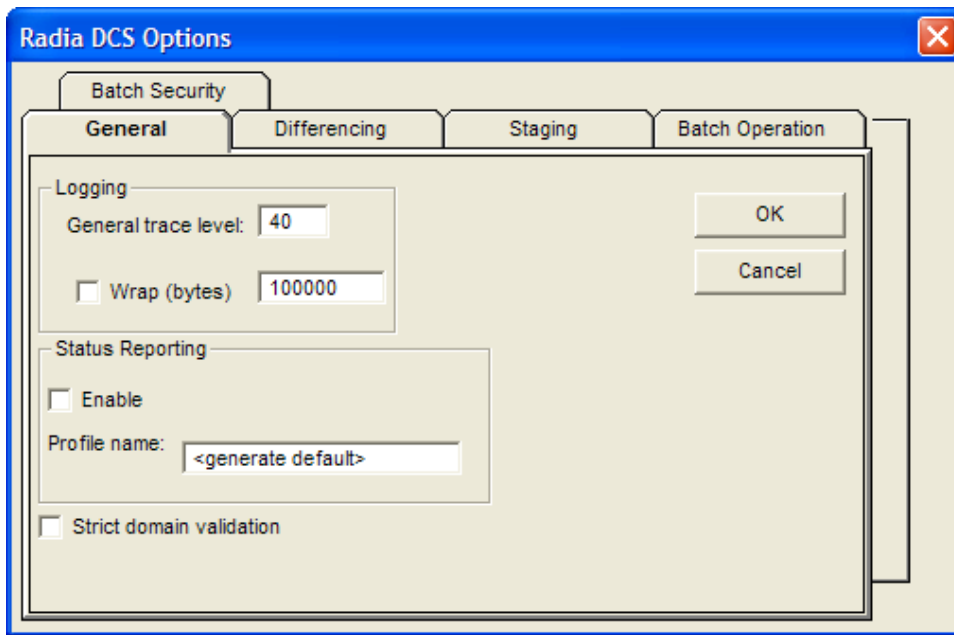 Radia DCS Options
Batch Security
General
Differencing
Staging
Batch Operation
Logging
General trace level: 40
Wrap (bytes) 100000
OK
Cancel
Status Reporting
Enable
Profile name: <generate default>
Strict domain validation